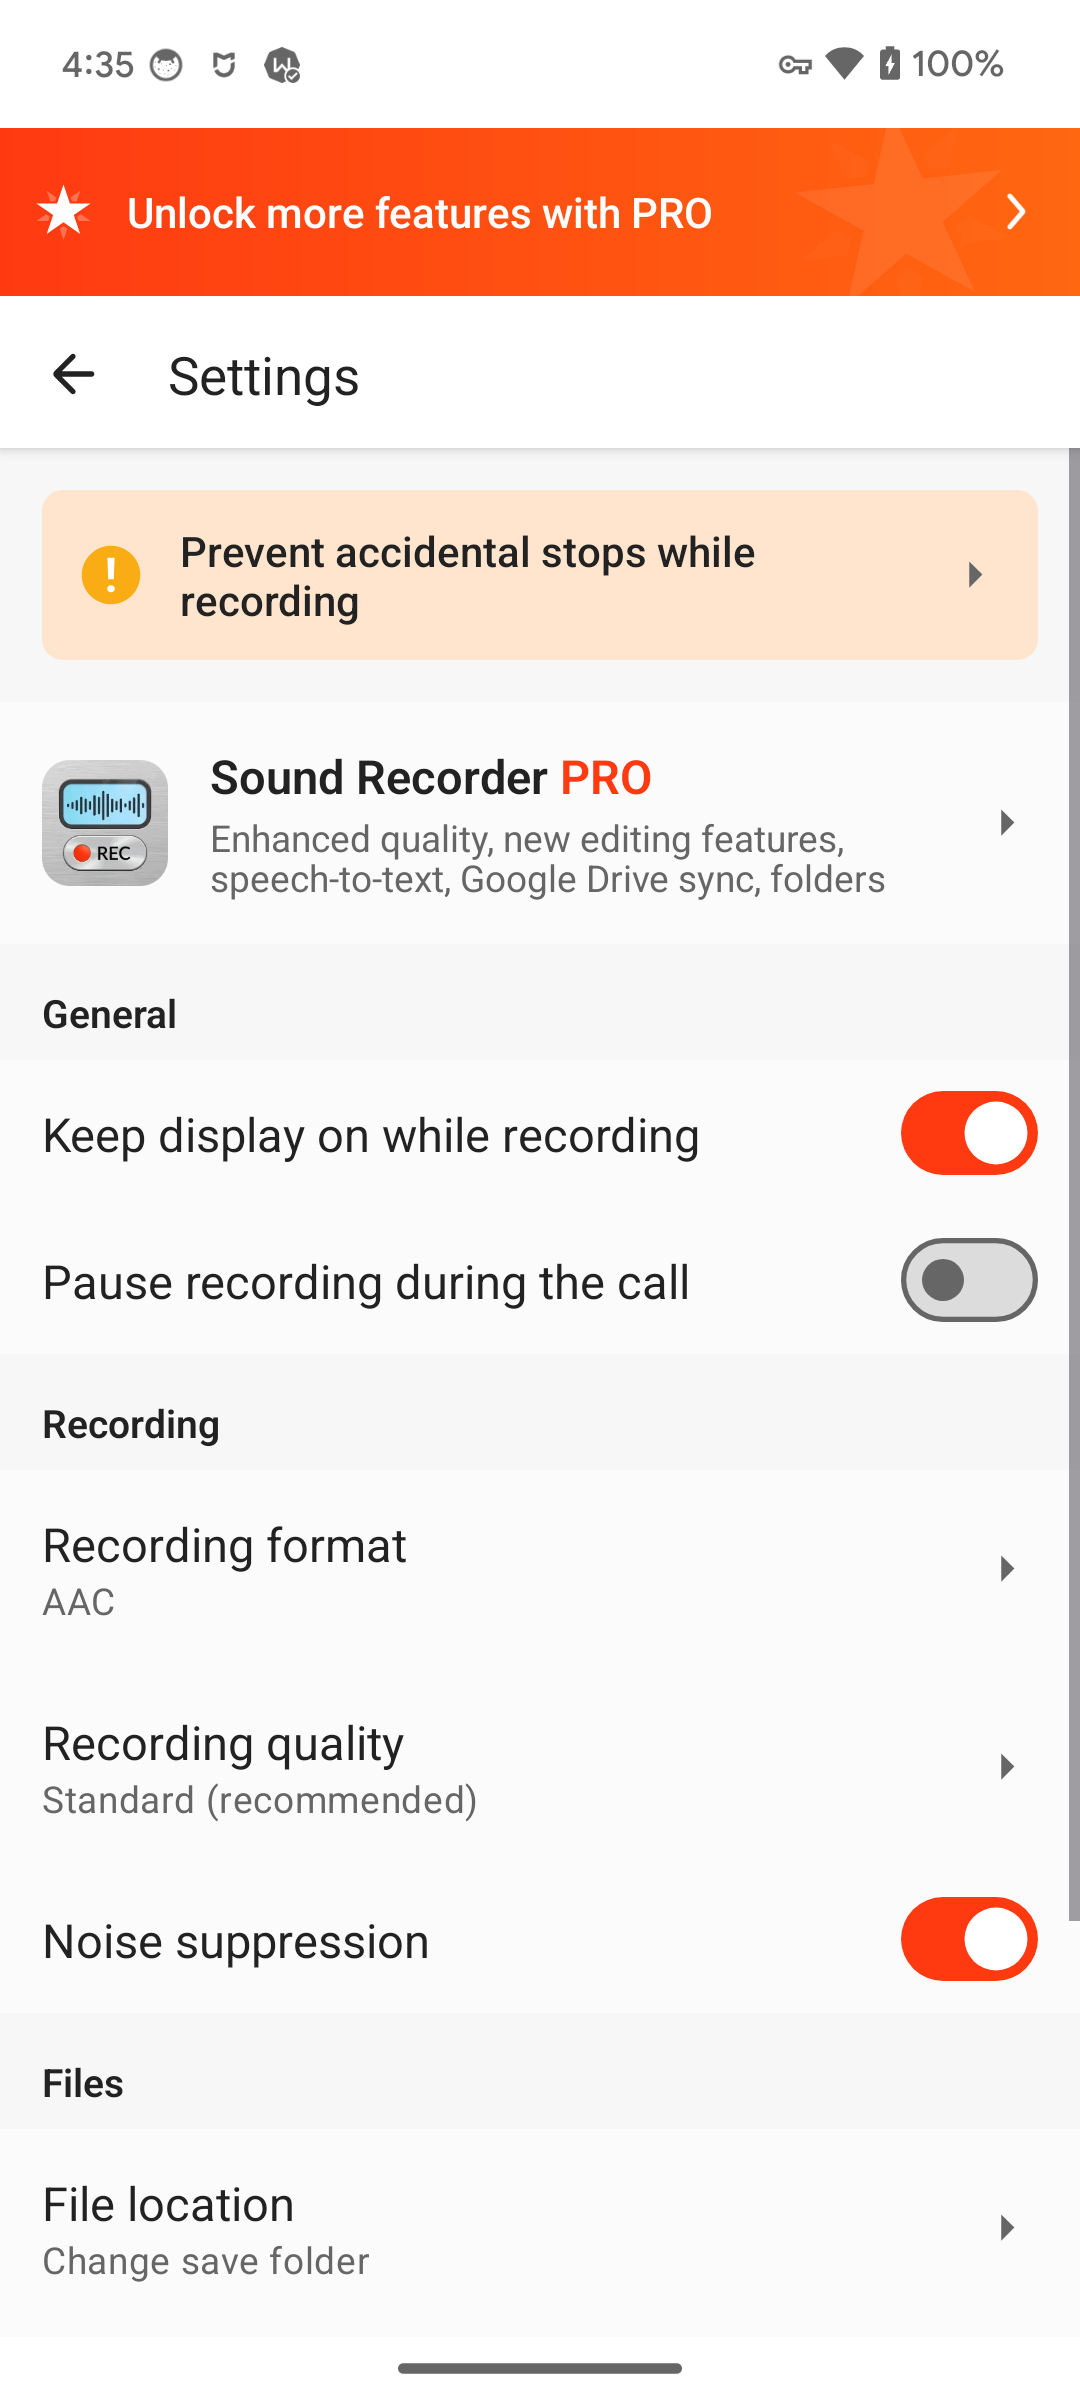 4:35
100%
Unlock more features with PRO
Settings
Prevent accidental stops while
recording
REC
Sound Recorder PRO
Enhanced quality, new editing features,
speech-to-text, Google Drive sync, folders
General
Keep display on while recording
Pause recording during the call
Recording
Recording format
AAC
Recording quality
Standard (recommended)
Noise suppression
Files
File location
Change save folder